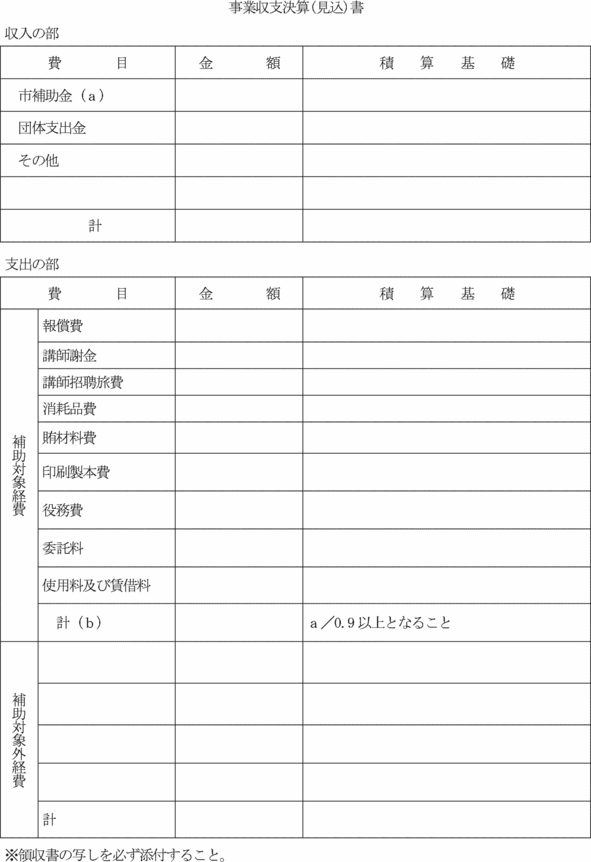 事業収支決算（見込）書
収入の部
費　目　金　額　積　算　基　礎
市補助金（a）
団体支出金
その他
計
支出の部
費　目　金　額　積　算　基　礎
補助対象経費
報償費
講師謝金
講師招聘旅費
消耗品費
賄材料費
印刷製本費
役務費
委託料
使用料及び賃借料
計（b）　a／0.9以上となること
補助対象外経費
計
※領収書の写しを必ず添付すること。